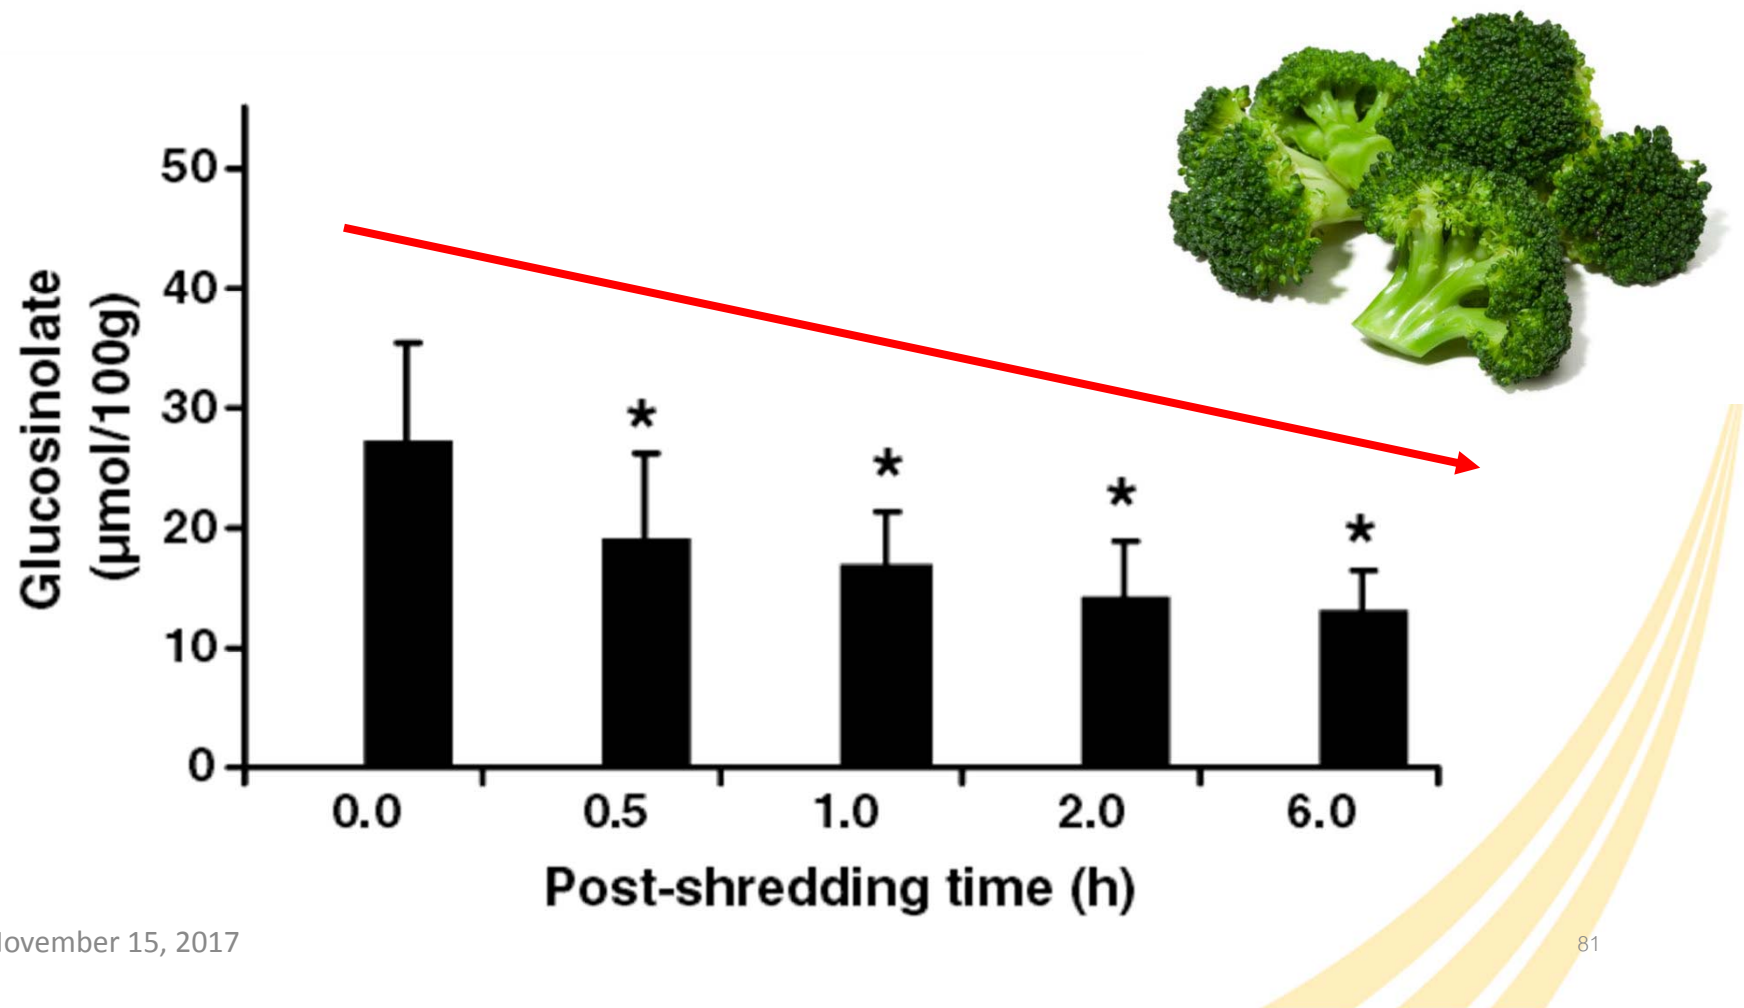 50
40
30
20
10
0
Glucosinolate
(μmol/100g)
*
*
*
*
0.0 0.5 1.0 2.0 6.0
Post-shredding time (h)
ovember 15, 2017
81